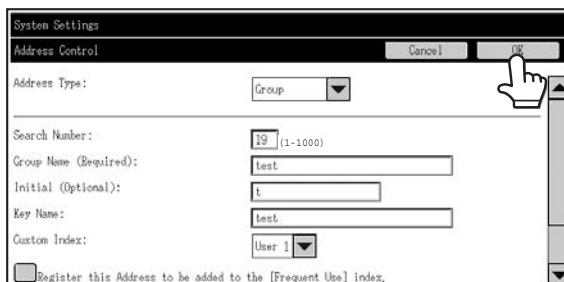 System Settings
Address Control Cancel OK
Address Type: Group
Search Number: 19 (1-1000)
Group Name (Required): test
Initial (Optional): t
Key Name: test
Custom Index: User 1
Register this Address to be added to the [Frequent Use] index.